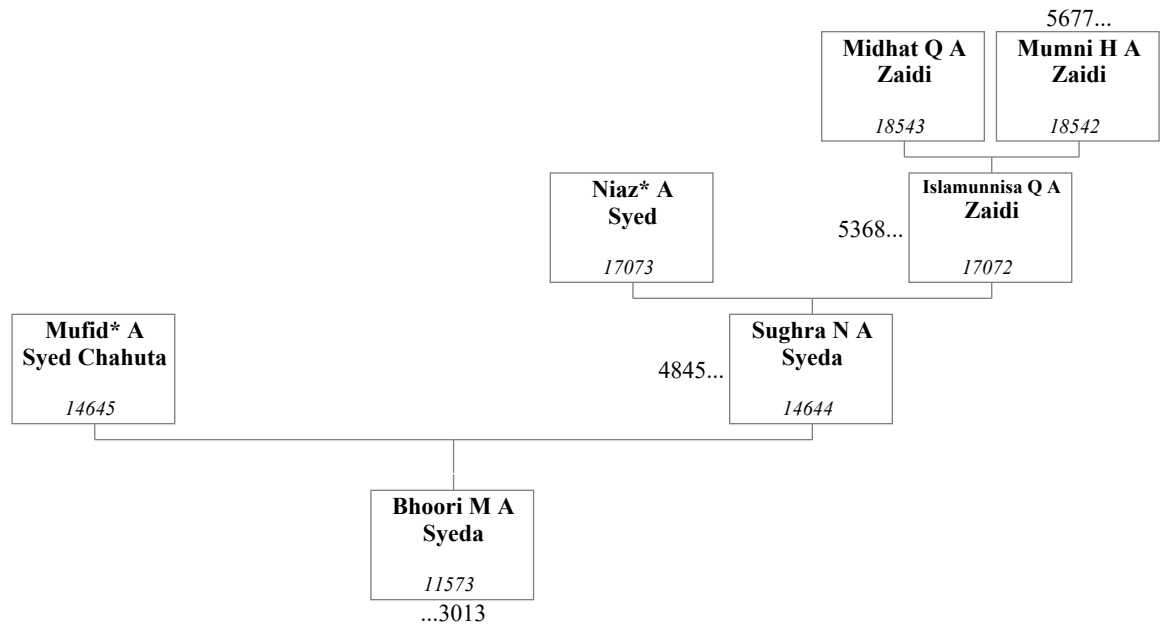 5677...
Midhat Q A
Zaidi
18543
Mumni H A
Zaidi
18542
Niaz* A
Syed
17073
5368...
Islamunnisa Q A
Zaidi
17072
Mufid* A
Syed Chahuta
14645
4845...
Sughra N A
Syeda
14644
Bhoori M A
Syeda
11573
...3013